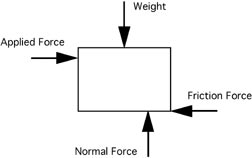 Weight
Applied Force
Friction Force
Normal Force